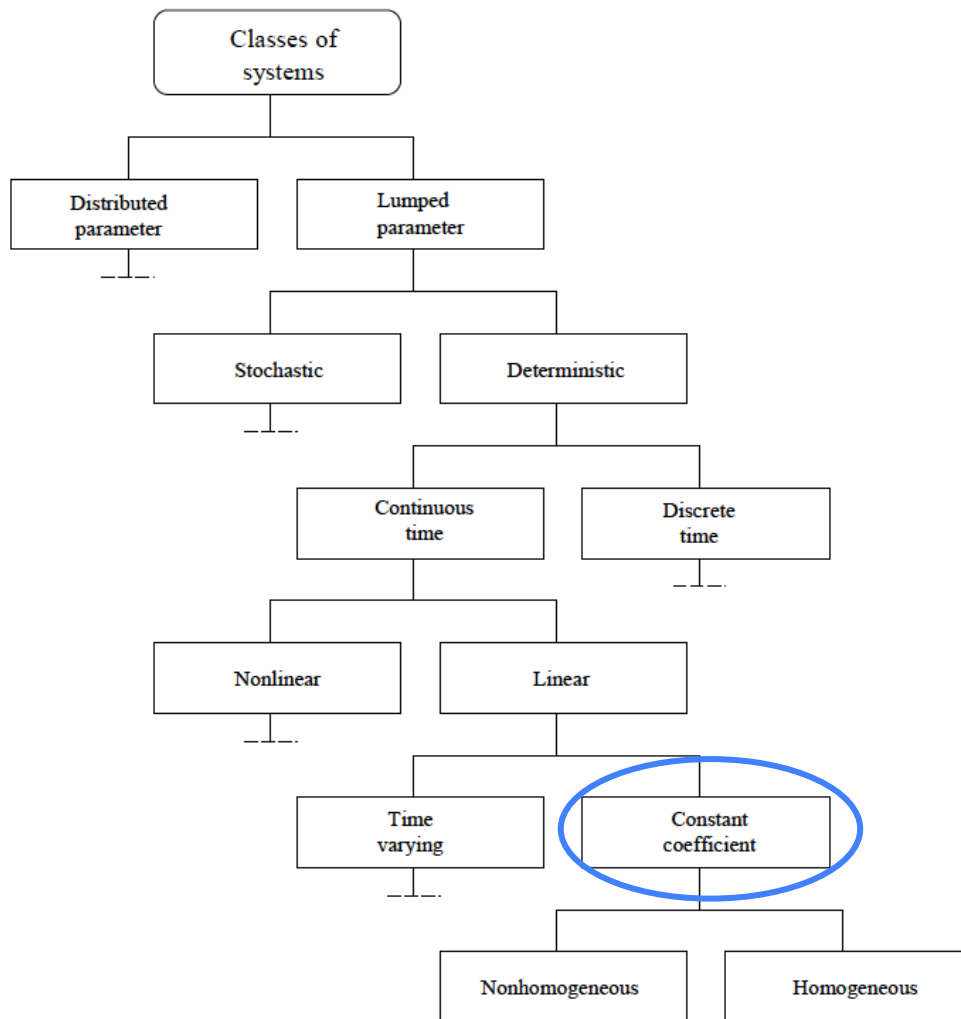 Classes of
systems
Distributed
parameter
Lumped
parameter
Stochastic
Deterministic
Continuous
time
Discrete
time
Nonlinear
Linear
Time
varying
Constant
coefficient
Nonhomogeneous
Homogeneous